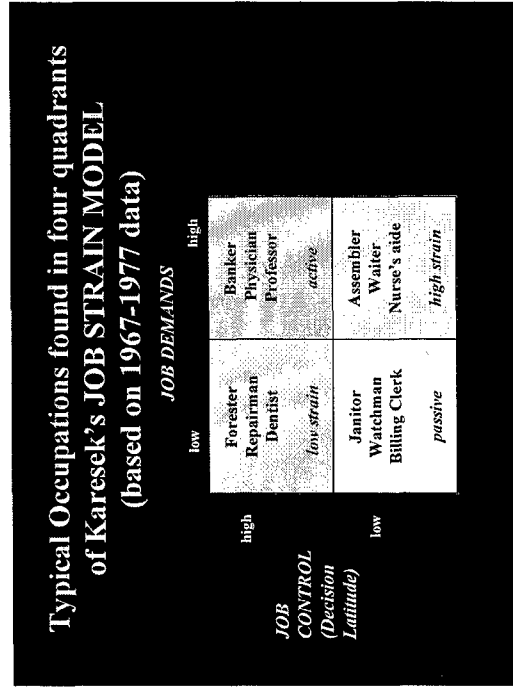 Typical Occupations found in four quadrants
of Karesek's JOB STRAIN MODEL
(based on 1967-1977 data)
JOB DEMANDS
low
high
high
Forester
Repairman
Dentist
low strain
Banker
Physician
Professor
active
JOB
CONTROL
(Decision
Latitude)
low
Janitor
Watchman
Billing Clerk
passive
Assembler
Waiter
Nurse's aide
high strain